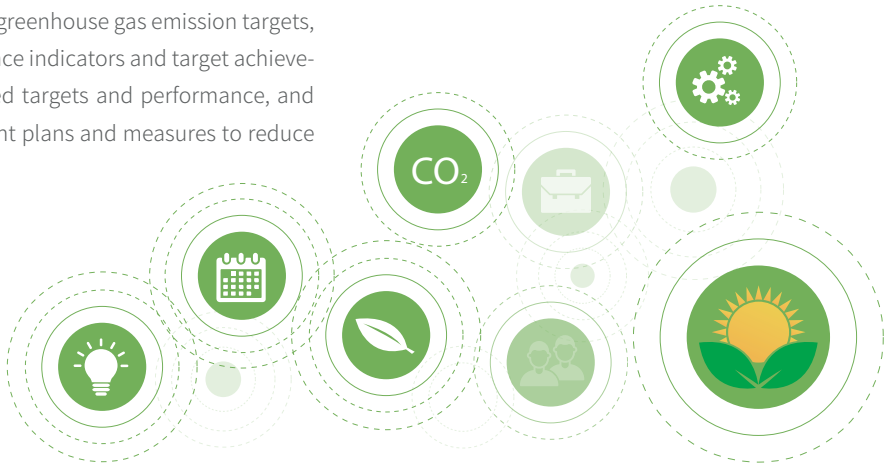 greenhouse gas emission targets,
ce indicators and target achieve-
d targets and performance, and
nt plans and measures to reduce
CO2